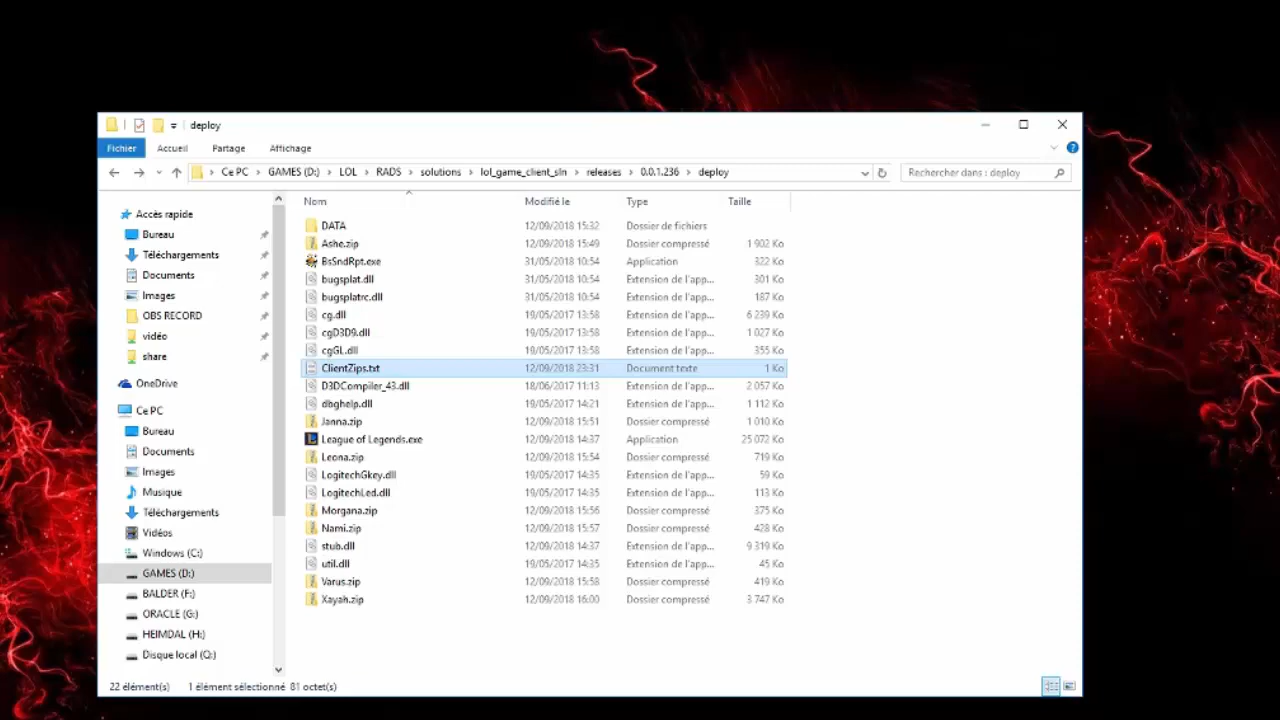 deploy
Fichier Accueil Partage Affichage
Ce PC > GAMES (D:) > LOL > RADS > solutions > lol_game_client_sln > releases > 0.0.1.236 > deploy
Rechercher dans : deploy
Nom Modifié le Type Taille
DATA 12/09/2018 15:32 Dossier de fichiers
Ashe.zip 12/09/2018 15:49 Dossier compressé 1 902 Ko
BsSndRpt.exe 31/05/2018 10:54 Application 322 Ko
bugsplat.dll 31/05/2018 10:54 Extension de l'app... 301 Ko
bugsplatrc.dll 31/05/2018 10:54 Extension de l'app... 187 Ko
cg.dll 19/05/2017 13:58 Extension de l'app... 6 239 Ko
cgD3D9.dll 19/05/2017 13:58 Extension de l'app... 1 027 Ko
cgGL.dll 19/05/2017 13:58 Extension de l'app... 355 Ko
ClientZips.txt 12/09/2018 23:31 Document texte 1 Ko
D3DCompiler_43.dll 18/06/2017 11:13 Extension de l'app... 2 057 Ko
dbghelp.dll 19/05/2017 14:21 Extension de l'app... 1 112 Ko
Janna.zip 12/09/2018 15:51 Dossier compressé 1 010 Ko
League of Legends.exe 12/09/2018 14:37 Application 25 072 Ko
Leona.zip 12/09/2018 15:54 Dossier compressé 719 Ko
LogitechGkey.dll 19/05/2017 14:35 Extension de l'app... 59 Ko
LogitechLed.dll 19/05/2017 14:35 Extension de l'app... 113 Ko
Morgana.zip 12/09/2018 15:56 Dossier compressé 375 Ko
Nami.zip 12/09/2018 15:57 Dossier compressé 428 Ko
stub.dll 12/09/2018 14:37 Extension de l'app... 9 319 Ko
util.dll 19/05/2017 14:35 Extension de l'app... 45 Ko
Varus.zip 12/09/2018 15:58 Dossier compressé 419 Ko
Xayah.zip 12/09/2018 16:00 Dossier compressé 3 747 Ko
Accès rapide
Bureau
Téléchargements
Documents
Images
OBS RECORD
vidéo
share
OneDrive
Ce PC
Bureau
Documents
Images
Musique
Téléchargements
Vidéos
Windows (C:)
GAMES (D:)
BALDER (F:)
ORACLE (G:)
HEIMDAL (H:)
Disque local (Q:)
22 élément(s) 1 élément sélectionné 81 octet(s)